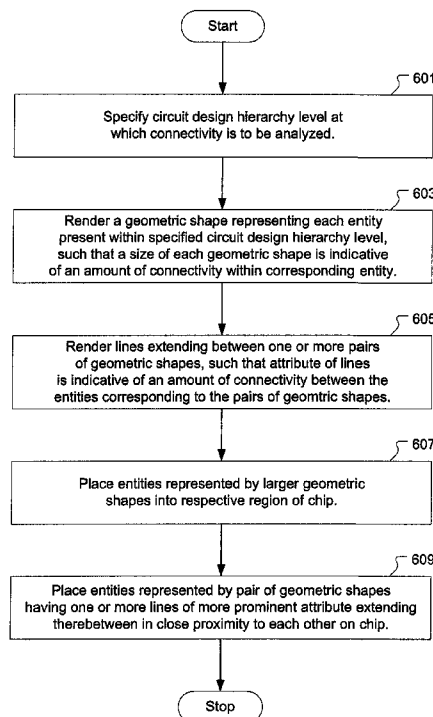 Start
601
Specify circuit design hierarchy level at
which connectivity is to be analyzed.
603
Render a geometric shape representing each entity
present within specified circuit design hierarchy level,
such that a size of each geometric shape is indicative
of an amount of connectivity within corresponding entity.
605
Render lines extending between one or more pairs
of geometric shapes, such that attribute of lines
is indicative of an amount of connectivity between the
entities corresponding to the pairs of geomtric shapes.
607
Place entities represented by larger geometric
shapes into respective region of chip.
609
Place entities represented by pair of geometric shapes
having one or more lines of more prominent attribute extending
therebetween in close proximity to each other on chip.
Stop